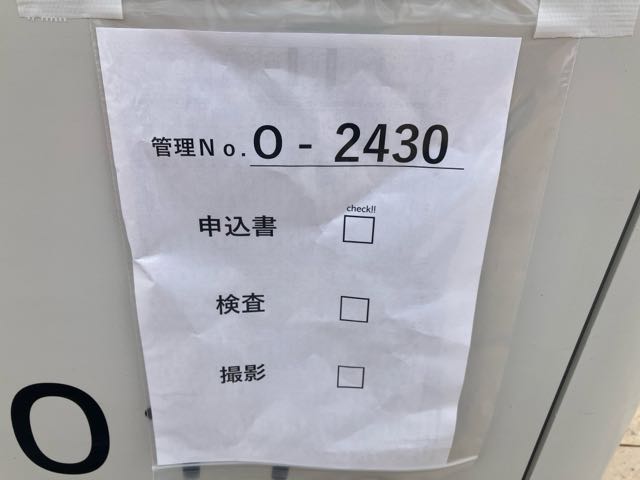 管理No. O - 2430
check!!
申込書 □
検査 □
撮影 □
O